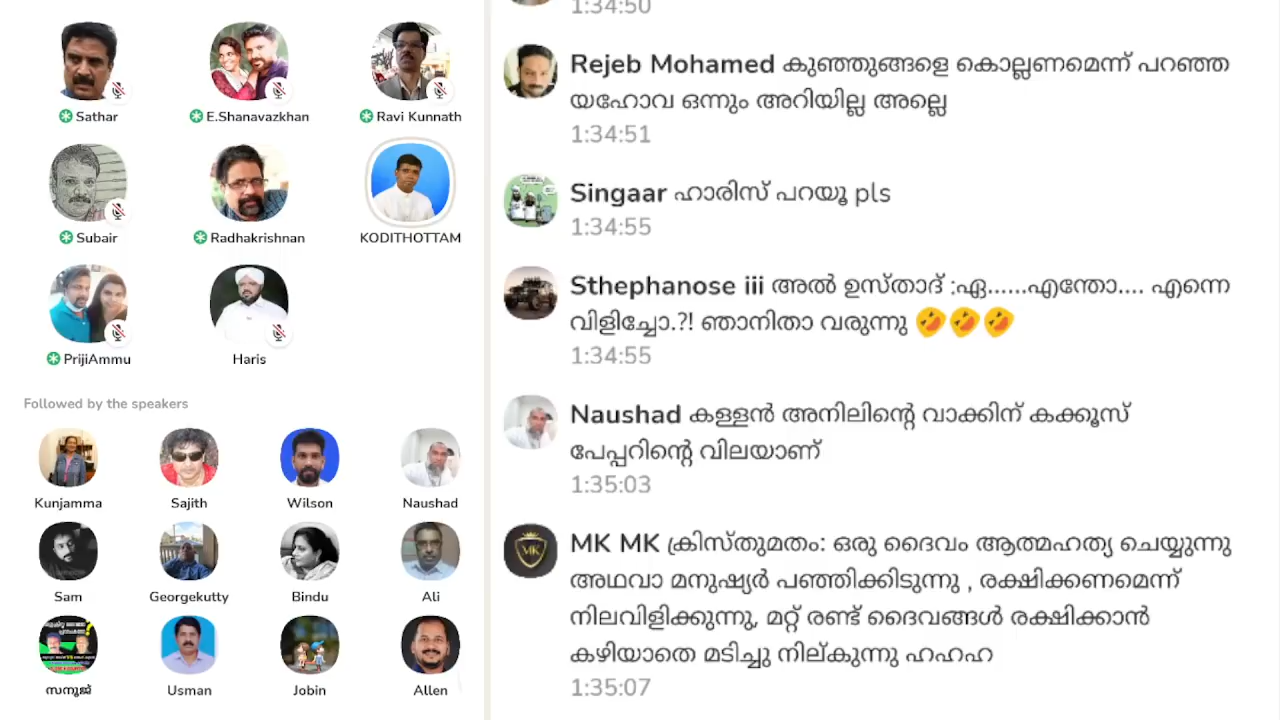 Sathar
E.Shanavazkhan
Ravi Kunnath
Subair
Radhakrishnan
KODITHOTTAM
PrijiAmmu
Haris
Followed by the speakers
Kunjamma
Sajith
Wilson
Naushad
Sam
Georgekutty
Bindu
Ali
സനൂജ്
Usman
Jobin
Allen
1:34:50
Rejeb Mohamed കുഞ്ഞുങ്ങളെ കൊല്ലണമെന്ന് പറഞ്ഞ
യഹോവ ഒന്നും അറിയില്ല അല്ലെ
1:34:51
Singaar ഹാരിസ് പറയൂ pls
1:34:55
Sthephanose iii അൽ ഉസ്താദ് :ഏ......എന്തോ.... എന്നെ
വിളിച്ചോ.?! ഞാനിതാ വരുന്നു 🤣🤣🤣
1:34:55
Naushad കള്ളൻ അനിലിന്റെ വാക്കിന് കക്കൂസ്
പേപ്പറിന്റെ വിലയാണ്
1:35:03
MK MK ക്രിസ്തുമതം: ഒരു ദൈവം ആത്മഹത്യ ചെയ്യുന്നു
അഥവാ മനുഷ്യർ പഞ്ഞിക്കിടുന്നു , രക്ഷിക്കണമെന്ന്
നിലവിളിക്കുന്നു, മറ്റ് രണ്ട് ദൈവങ്ങൾ രക്ഷിക്കാൻ
കഴിയാതെ മടിച്ചു നില്കുന്നു ഹഹഹ
1:35:07